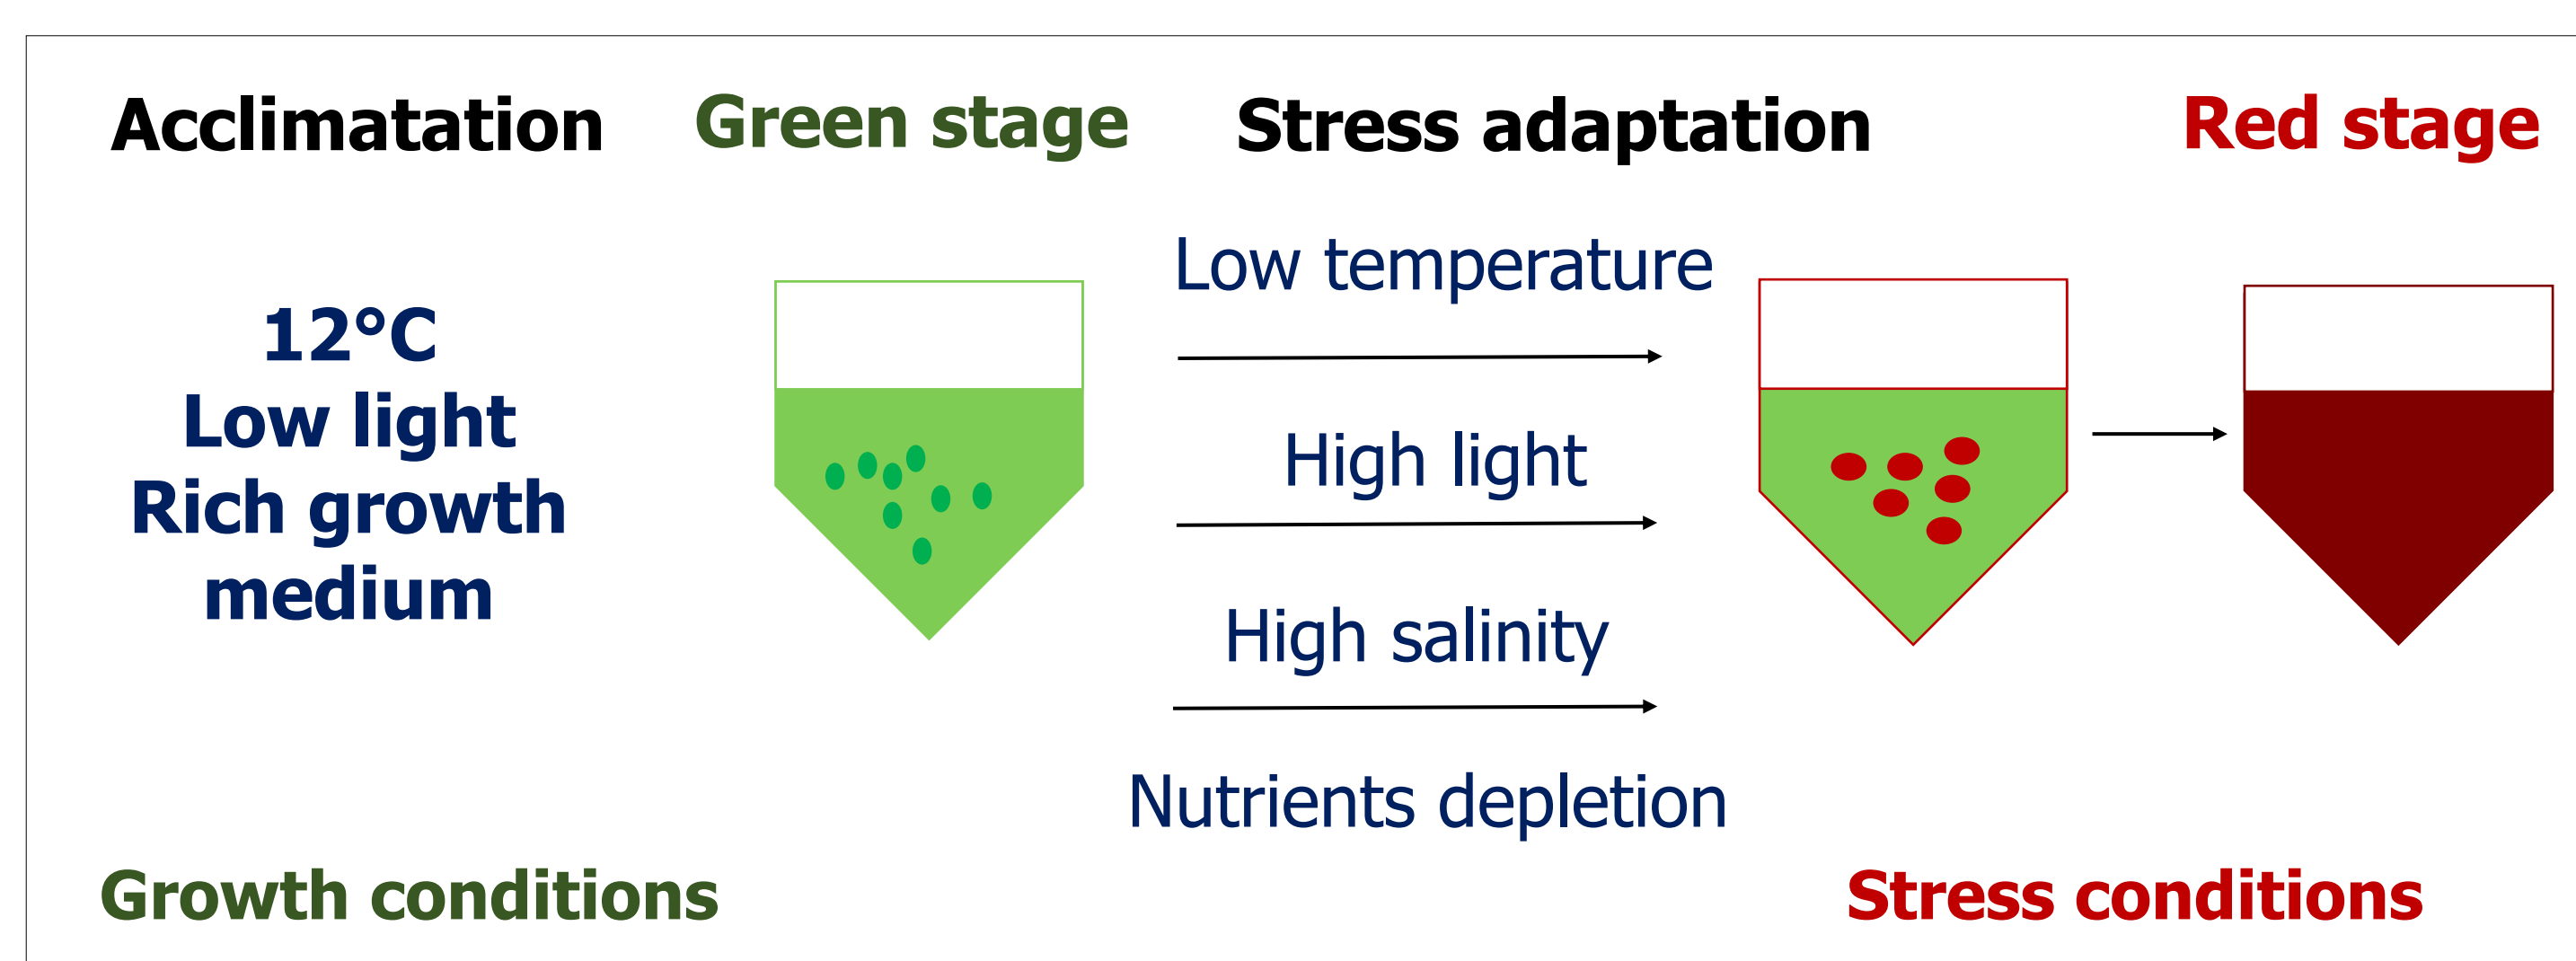 Acclimatation
Green stage
Stress adaptation
Red stage
12°C
Low light
Rich growth
medium
Low temperature
High light
High salinity
Nutrients depletion
Growth conditions
Stress conditions